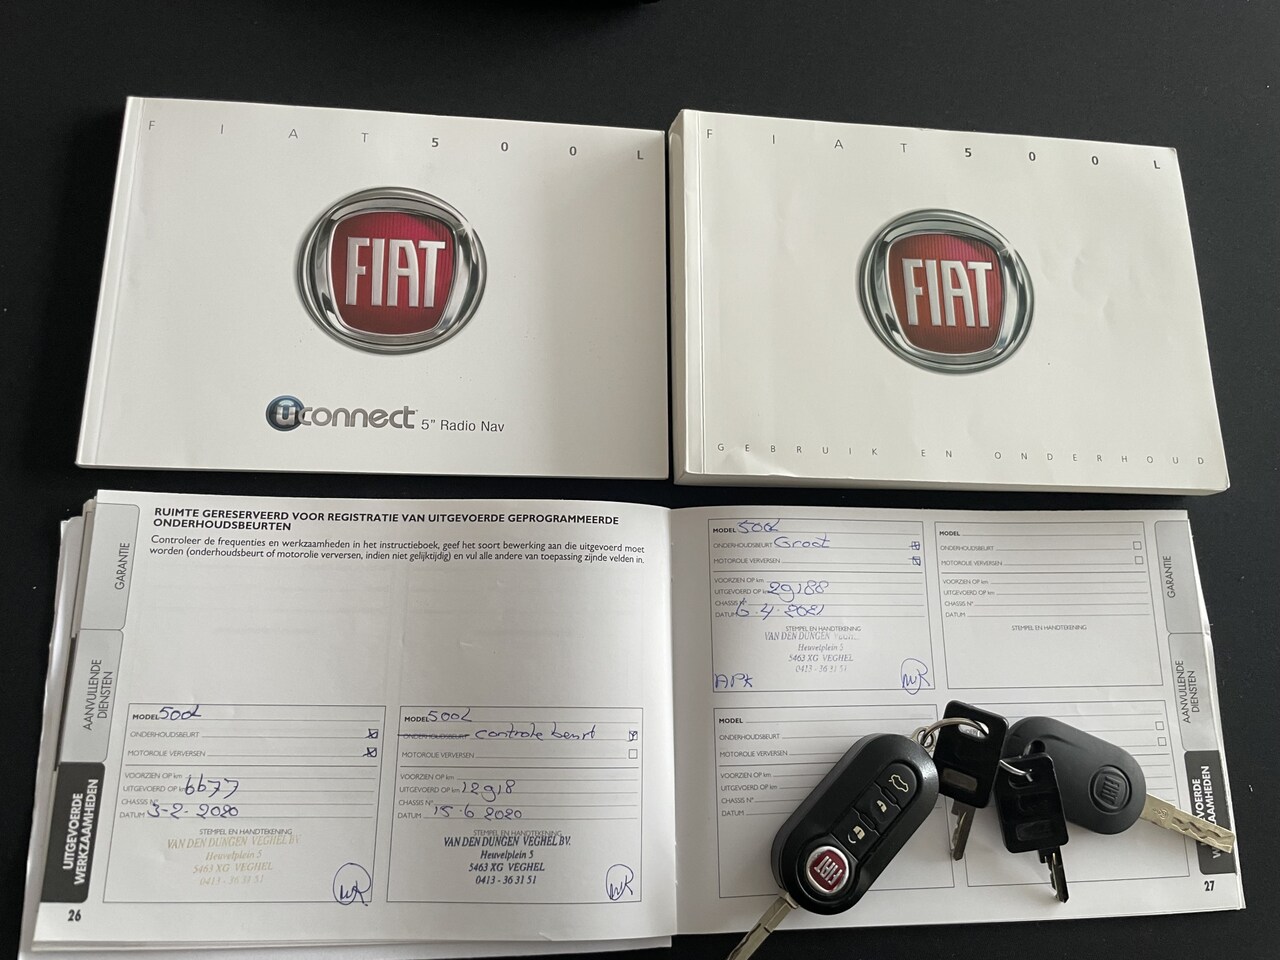 FIAT 500L
FIAT
uconnect 5" Radio Nav
FIAT 500L
FIAT
GEBRUIK EN ONDERHOUD
GARANTIE
AANVULLENDE DIENSTEN
UITGEVOERDE WERKZAAMHEDEN
RUIMTE GERESERVEERD VOOR REGISTRATIE VAN UITGEVOERDE GEPROGRAMMEERDE
ONDERHOUDSBEURTEN
Controleer de frequenties en werkzaamheden in het instructieboek, geef het soort bewerking aan die uitgevoerd moet
worden (onderhoudsbeurt of motorolie verversen, indien niet gelijktijdig) en vul alle andere van toepassing zijnde velden in.
MODEL 500L
ONDERHOUDSBEURT
MOTOROLIE VERVERSEN
VOORZIEN OP km
UITGEVOERD OP km 6677
CHASSIS N°
DATUM 3-2-2020
STEMPEL EN HANDTEKENING
VAN DEN DUNGEN VEGHEL BV.
Heuvelplein 5
5463 XG VEGHEL
0413 - 36 31 51
26
MODEL 500L
ONDERHOUDSBEURT controle beurt
MOTOROLIE VERVERSEN
VOORZIEN OP km
UITGEVOERD OP km 12918
CHASSIS N°
DATUM 15-6 2020
STEMPEL EN HANDTEKENING
VAN DEN DUNGEN VEGHEL BV.
Heuvelplein 5
5463 XG VEGHEL
0413 - 36 31 51
MODEL 500L
ONDERHOUDSBEURT Groot
MOTOROLIE VERVERSEN
VOORZIEN OP km
UITGEVOERD OP km 29188
CHASSIS N°
DATUM 6-4-2021
STEMPEL EN HANDTEKENING
VAN DEN DUNGEN
Heuvelplein 5
5463 XG VEGHEL
0413 - 36 31 51
APK
MODEL
ONDERHOUDSBEURT
MOTOROLIE VERVERSEN
VOORZIEN OP km
UITGEVOERD OP km
CHASSIS N°
DATUM
STEMPEL EN HANDTEKENING
MODEL
ONDERHOUDSBEURT
MOTOROLIE VERVERSEN
VOORZIEN OP km
UITGEVOERD OP km
CHASSIS N°
DATUM
GARANTIE
AANVULLENDE DIENSTEN
27
FIAT
FIAT